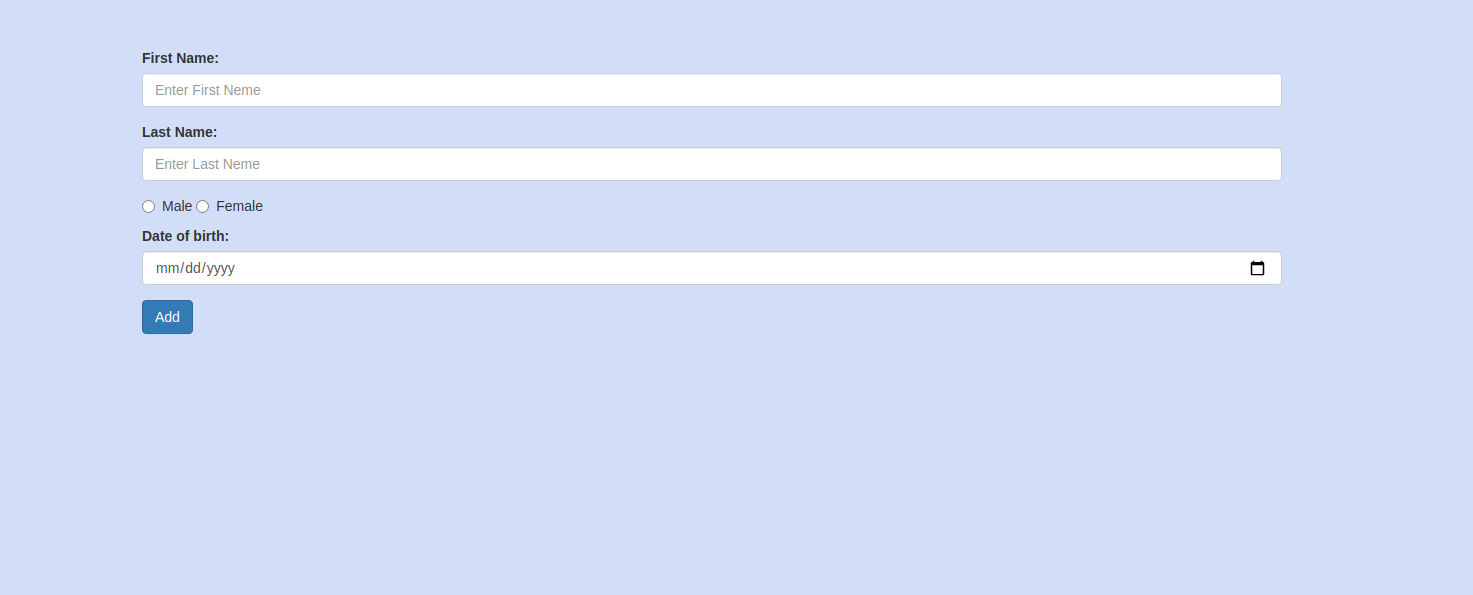 First Name:
Enter First Neme
Last Name:
Enter Last Neme
Male Female
Date of birth:
mm/dd/yyyy
Add